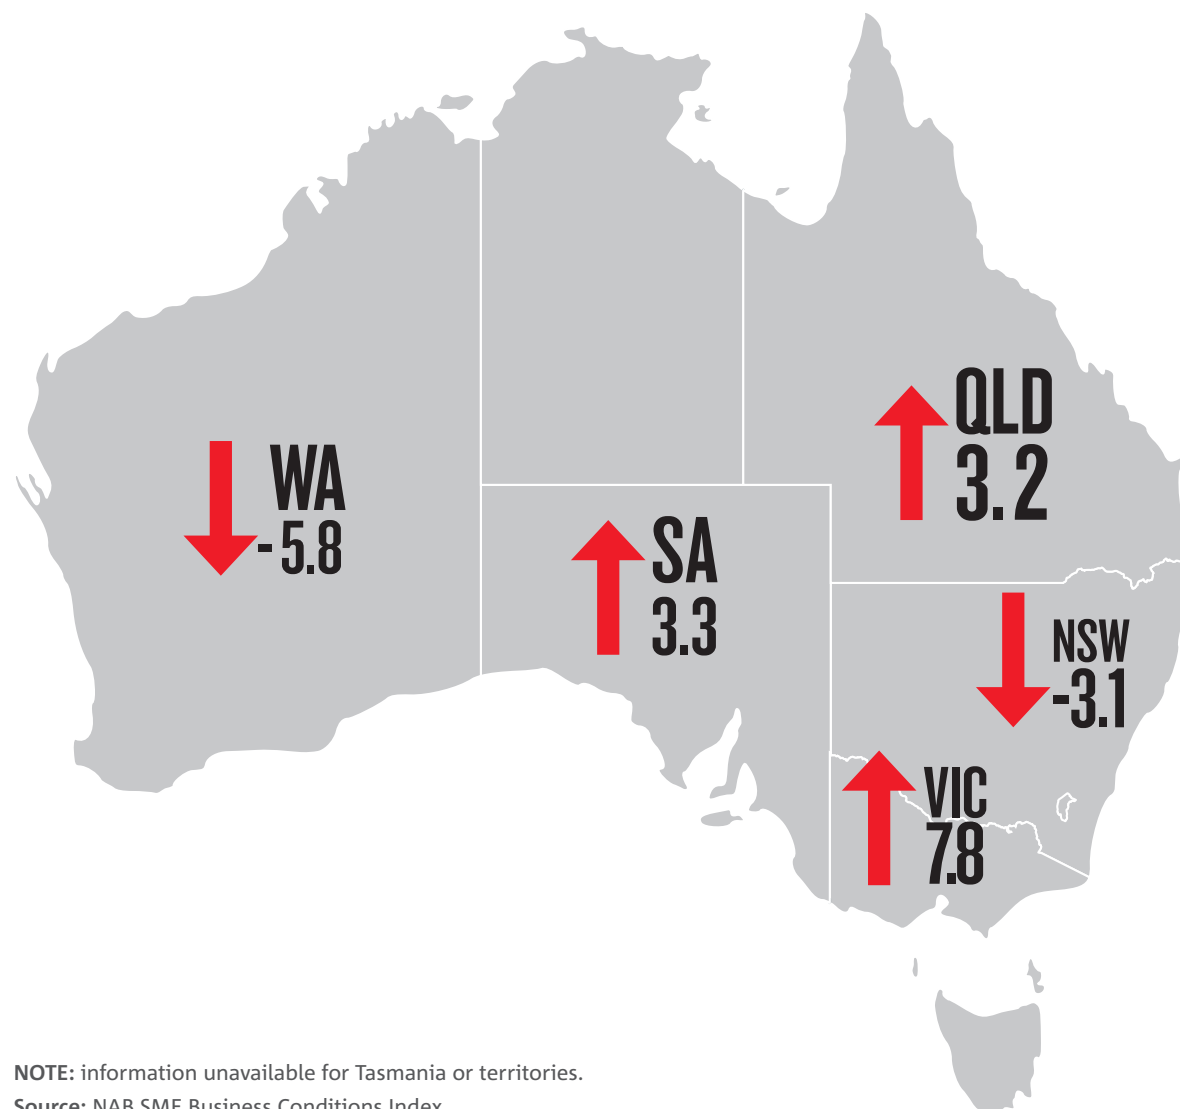 QLD
3.2
WA
-5.8
SA
3.3
NSW
-3.1
VIC
7.8
NOTE: information unavailable for Tasmania or territories.
Source: NAB SME Business Conditions Index